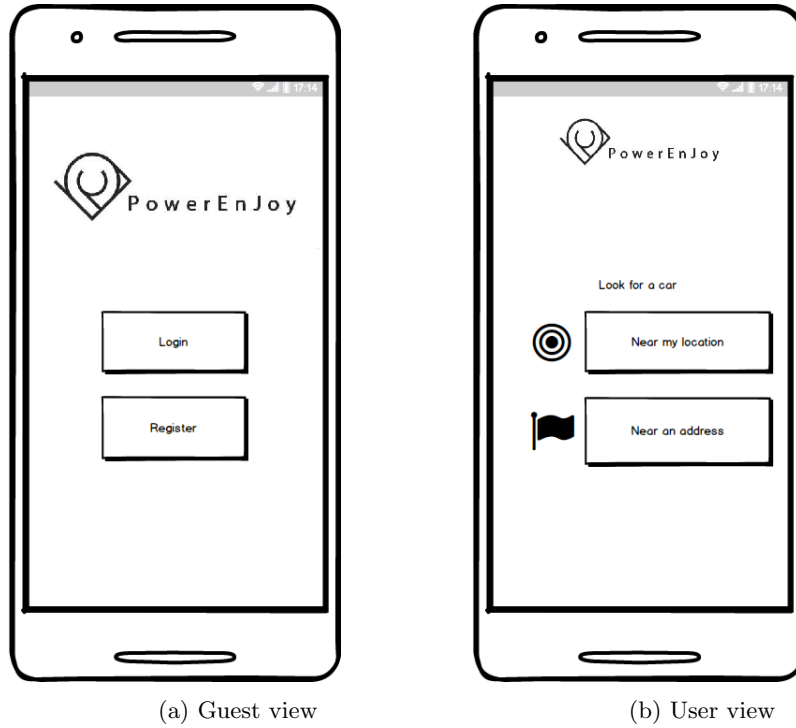 17:14
PowerEnJoy
Login
Register
(a) Guest view
17:14
PowerEnJoy
Look for a car
Near my location
Near an address
(b) User view